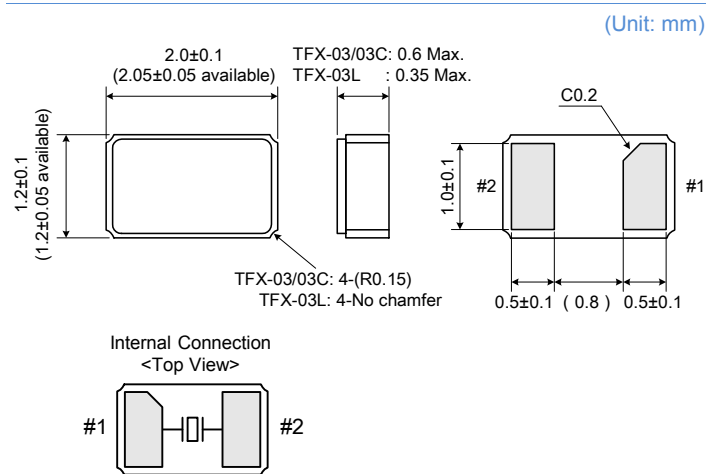 (Unit: mm)
2.0±0.1
(2.05±0.05 available)
TFX-03/03C: 0.6 Max.
TFX-03L : 0.35 Max.
C0.2
1.2±0.1
(1.2±0.05 available)
1.0±0.1
#2
#1
TFX-03/03C: 4-(R0.15)
TFX-03L: 4-No chamfer
0.5±0.1 ( 0.8 ) 0.5±0.1
Internal Connection
<Top View>
#1
#2